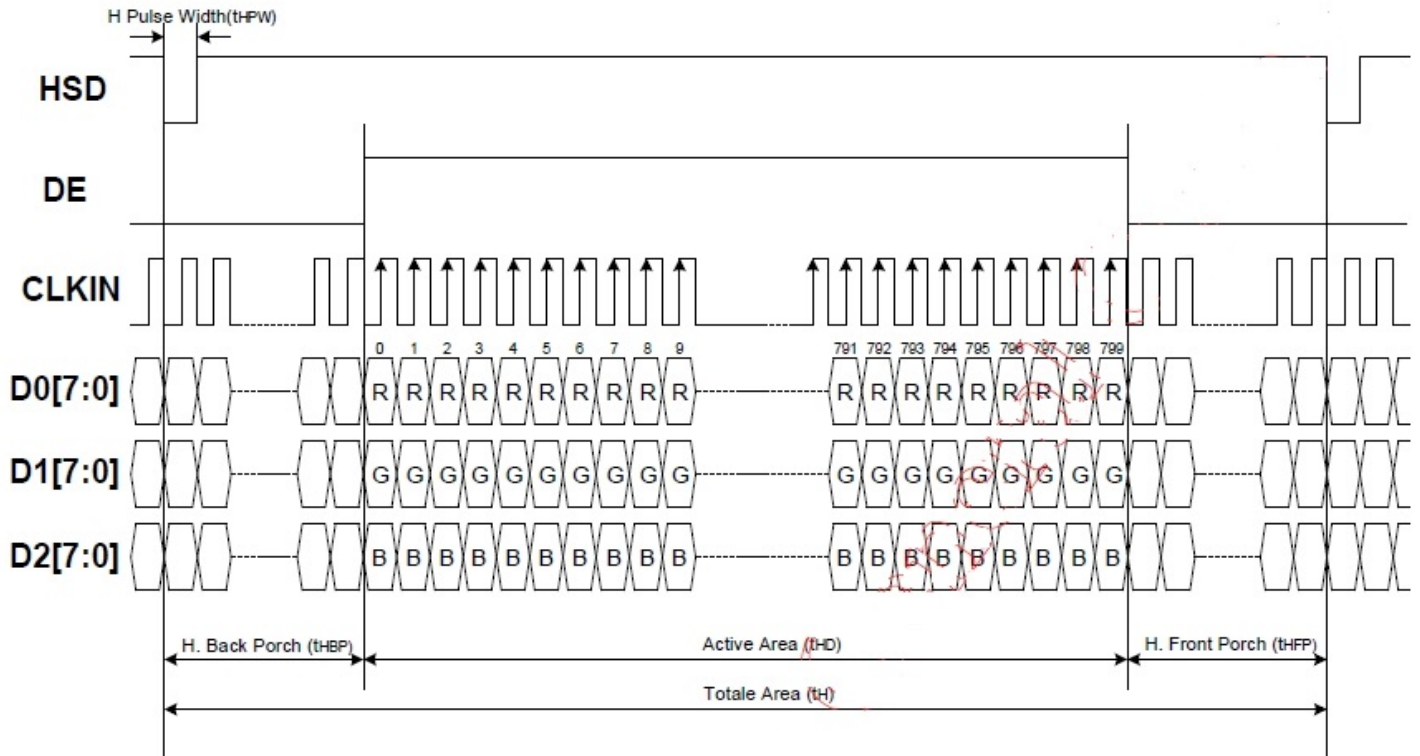 H Pulse Width(tHPW)
HSD
DE
CLKIN
0 1 2 3 4 5 6 7 8 9 791 792 793 794 795 796 797 798 799
D0[7:0] R R R R R R R R R R R R R R R R R R R
D1[7:0] G G G G G G G G G G G G G G G G G G G
D2[7:0] B B B B B B B B B B B B B B B B B B B
H. Back Porch (tHBP) Active Area (tHD) H. Front Porch (tHFP)
Totale Area (tH)